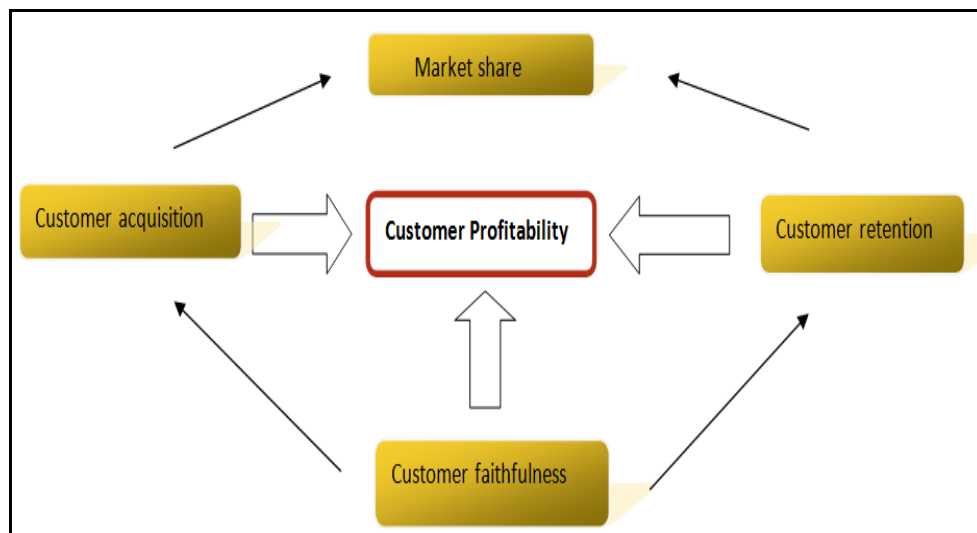 Market share
Customer acquisition
Customer Profitability
Customer retention
Customer faithfulness